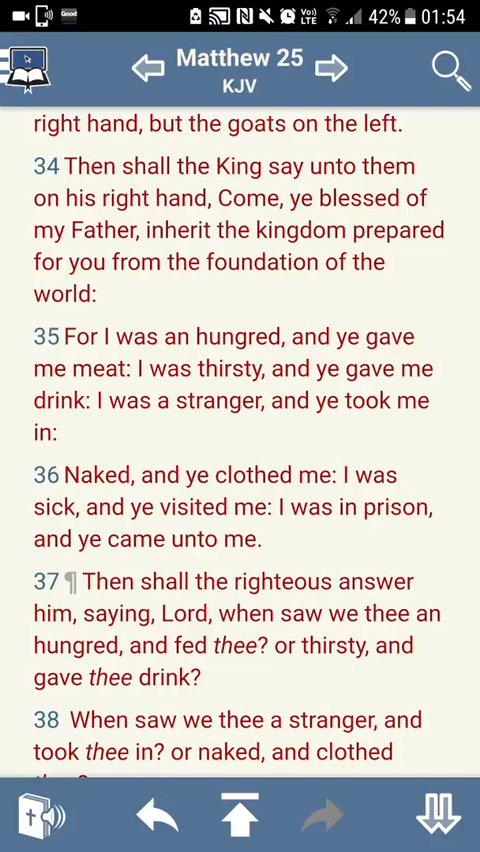 Good
Vo))
LTE
42%
01:54
Matthew 25
KJV
right hand, but the goats on the left.
34 Then shall the King say unto them
on his right hand, Come, ye blessed of
my Father, inherit the kingdom prepared
for you from the foundation of the
world:
35 For I was an hungred, and ye gave
me meat: I was thirsty, and ye gave me
drink: I was a stranger, and ye took me
in:
36 Naked, and ye clothed me: I was
sick, and ye visited me: I was in prison,
and ye came unto me.
37 ¶ Then shall the righteous answer
him, saying, Lord, when saw we thee an
hungred, and fed thee? or thirsty, and
gave thee drink?
38 When saw we thee a stranger, and
took thee in? or naked, and clothed